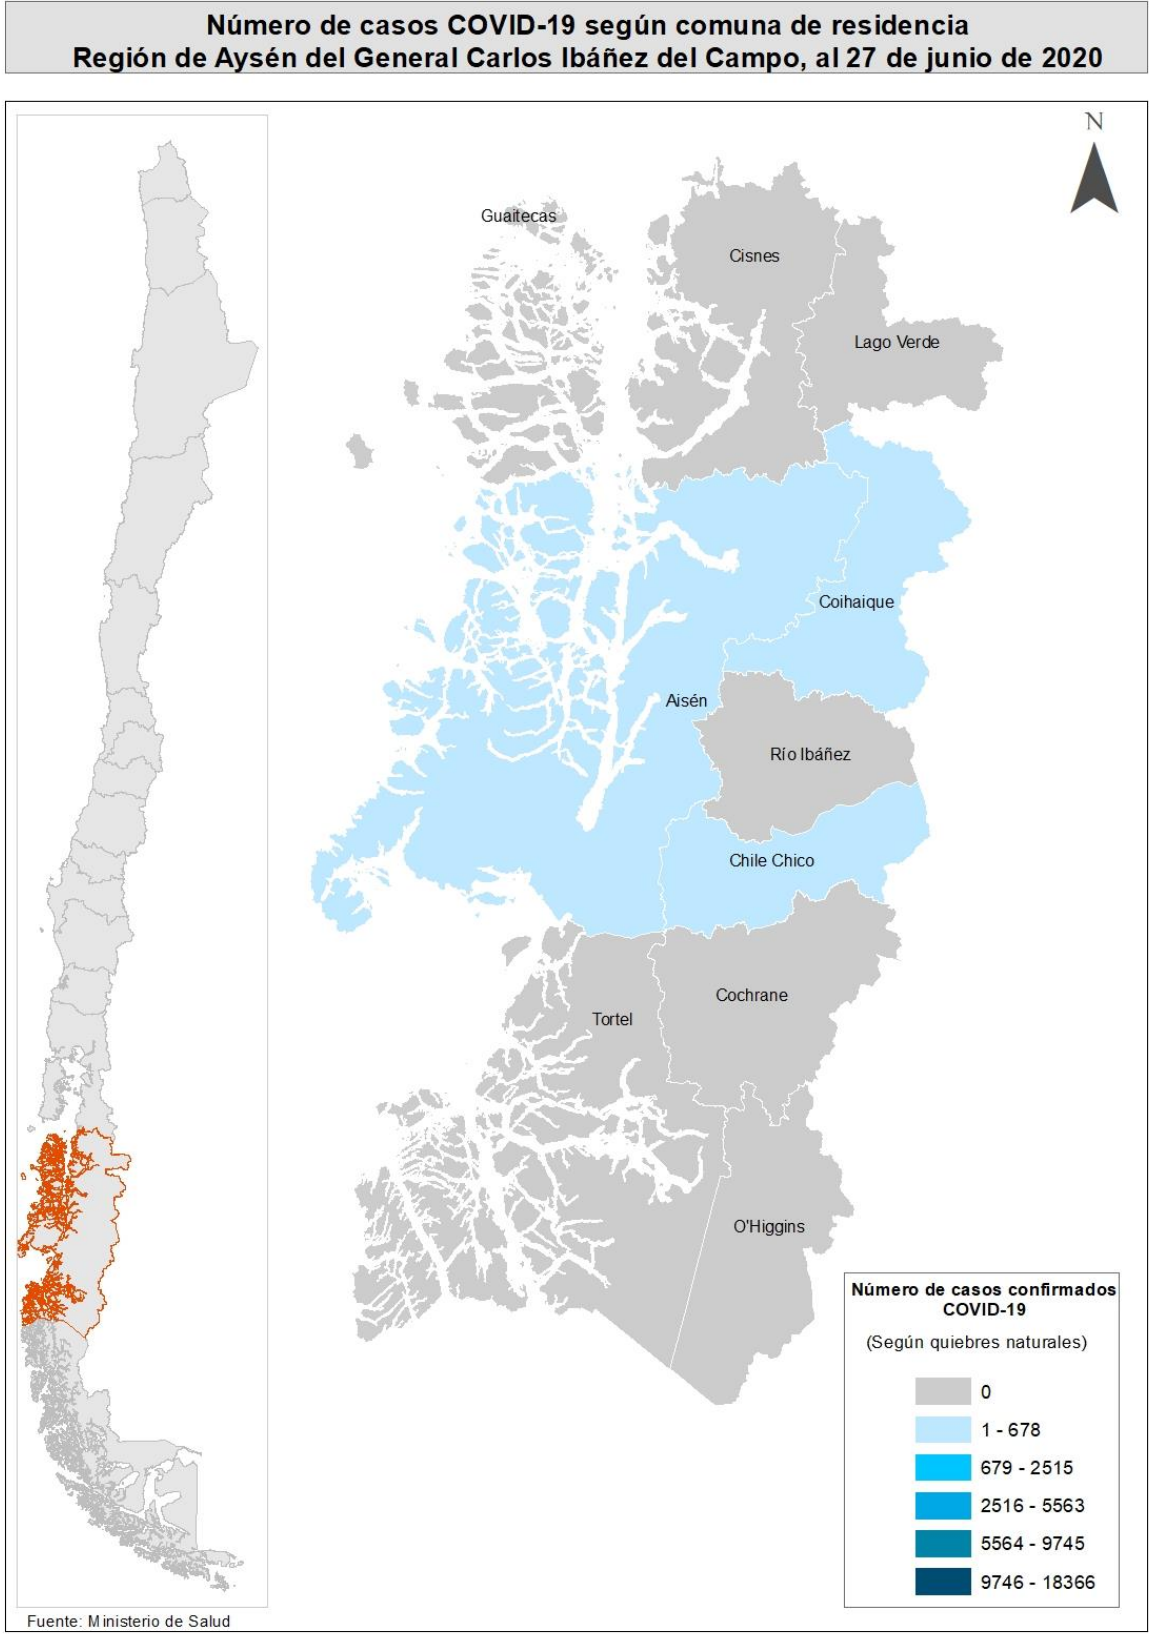 Número de casos COVID-19 según comuna de residencia
Región de Aysén del General Carlos Ibáñez del Campo, al 27 de junio de 2020
N
Guaitecas
Cisnes
Lago Verde
Coihaique
Aisén
Río Ibáñez
Chile Chico
Cochrane
Tortel
O'Higgins
Número de casos confirmados
COVID-19
(Según quiebres naturales)
0
1 - 678
679 - 2515
2516 - 5563
5564 - 9745
9746 - 18366
Fuente: Ministerio de Salud